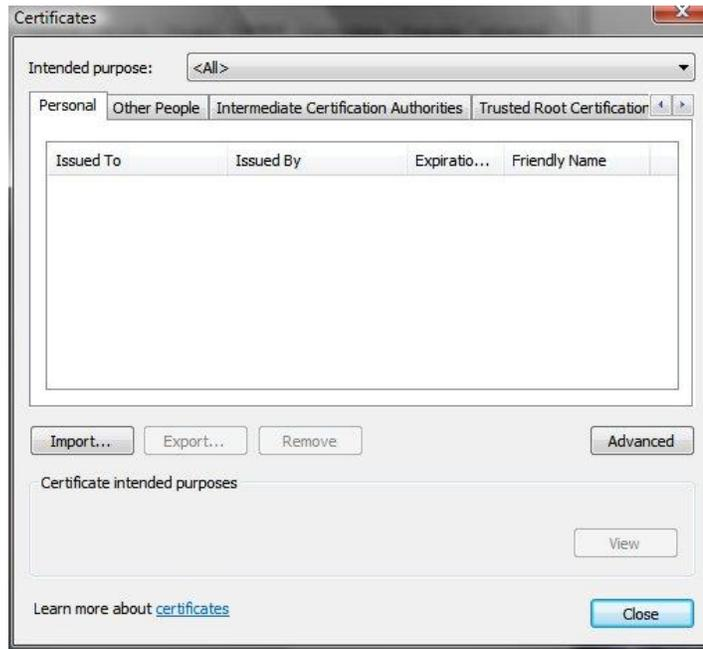 Certificates
Intended purpose: <All>
Personal Other People Intermediate Certification Authorities Trusted Root Certification
Issued To Issued By Expiratio... Friendly Name
Import... Export... Remove Advanced
Certificate intended purposes
View
Learn more about certificates
Close